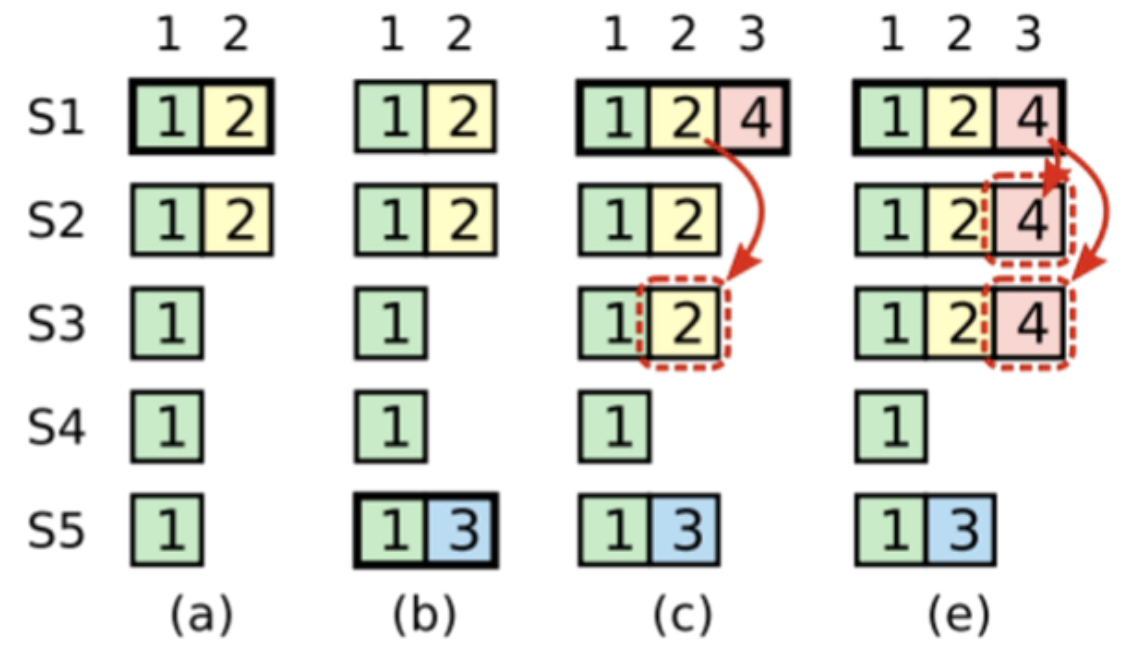 1 2 1 2 1 2 3 1 2 3
S1 1 2 1 2 1 2 4 1 2 4
S2 1 2 1 2 1 2 1 2 4
S3 1 1 1 2 1 2 4
S4 1 1 1 1
S5 1 1 3 1 3 1 3
(a) (b) (c) (e)